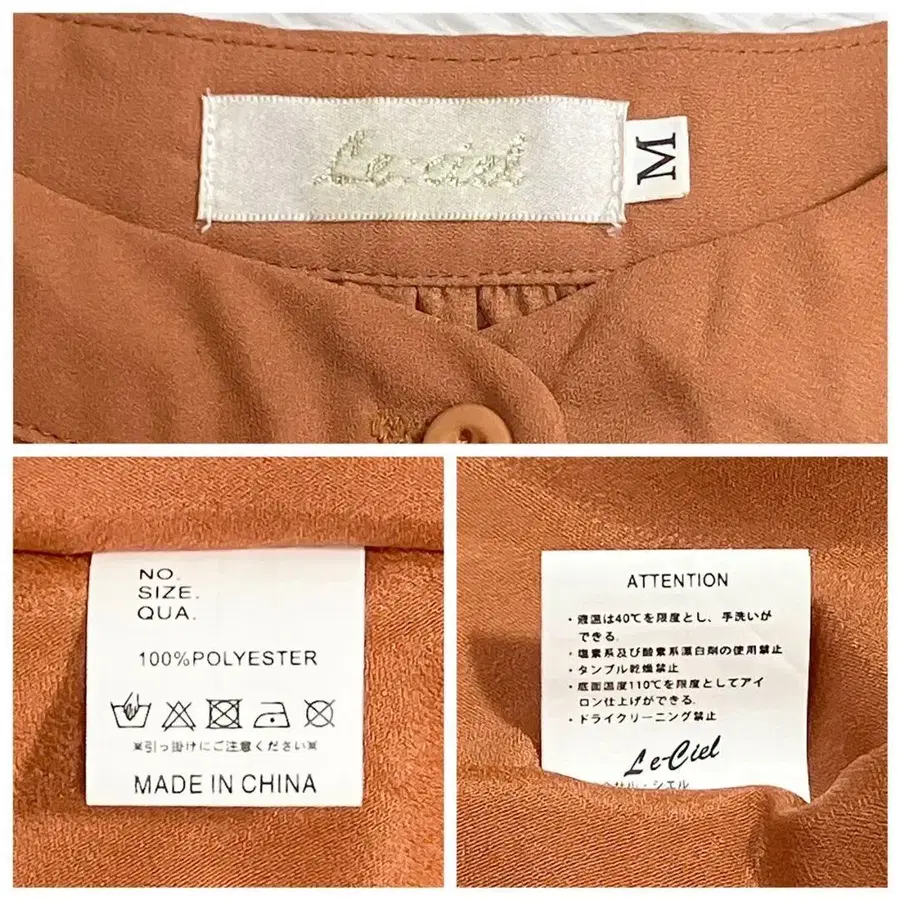 Le-ciel
M
NO.
SIZE.
QUA.
100%POLYESTER
※引っ掛けにご注意ください※
MADE IN CHINA
ATTENTION
・液温は40℃を限度とし、手洗いが
できる.
・塩素系及び酸素系漂白剤の使用禁止
・タンブル乾燥禁止
・底面温度110℃を限度としてアイ
ロン仕上げができる.
・ドライクリーニング禁止
Le-Ciel
シエル